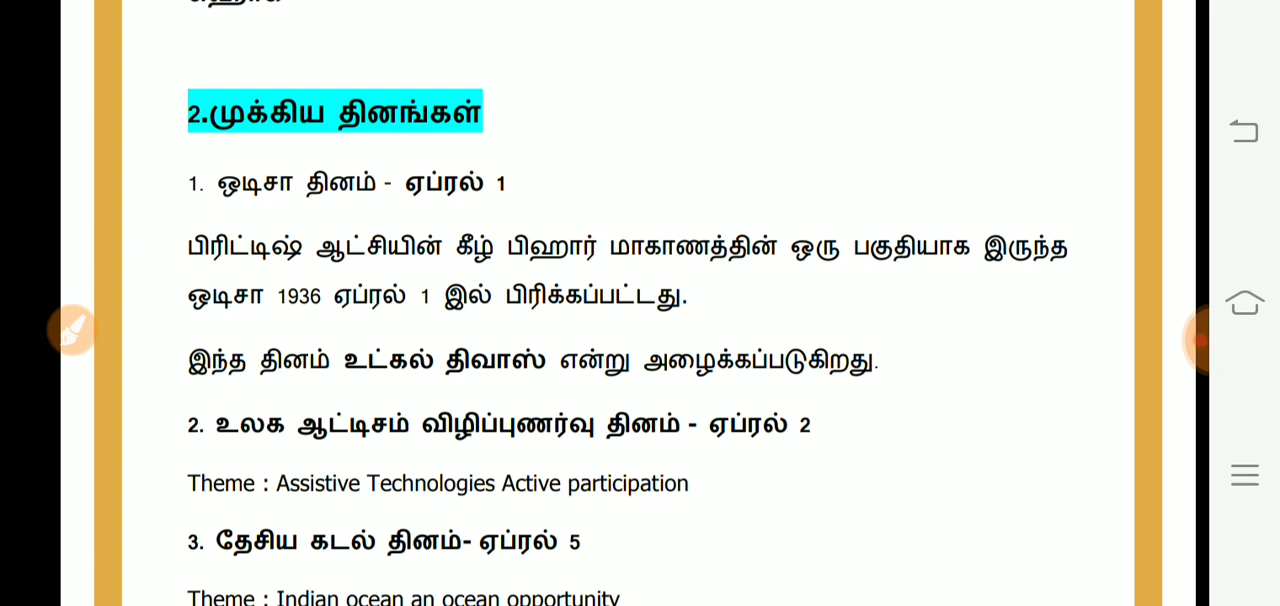 2.முக்கிய தினங்கள்
1. ஒடிசா தினம் - ஏப்ரல் 1
பிரிட்டிஷ் ஆட்சியின் கீழ் பிஹார் மாகாணத்தின் ஒரு பகுதியாக இருந்த
ஒடிசா 1936 ஏப்ரல் 1 இல் பிரிக்கப்பட்டது.
இந்த தினம் உட்கல் திவாஸ் என்று அழைக்கப்படுகிறது.
2. உலக ஆட்டிசம் விழிப்புணர்வு தினம் - ஏப்ரல் 2
Theme : Assistive Technologies Active participation
3. தேசிய கடல் தினம்- ஏப்ரல் 5
Theme : Indian ocean an ocean opportunity